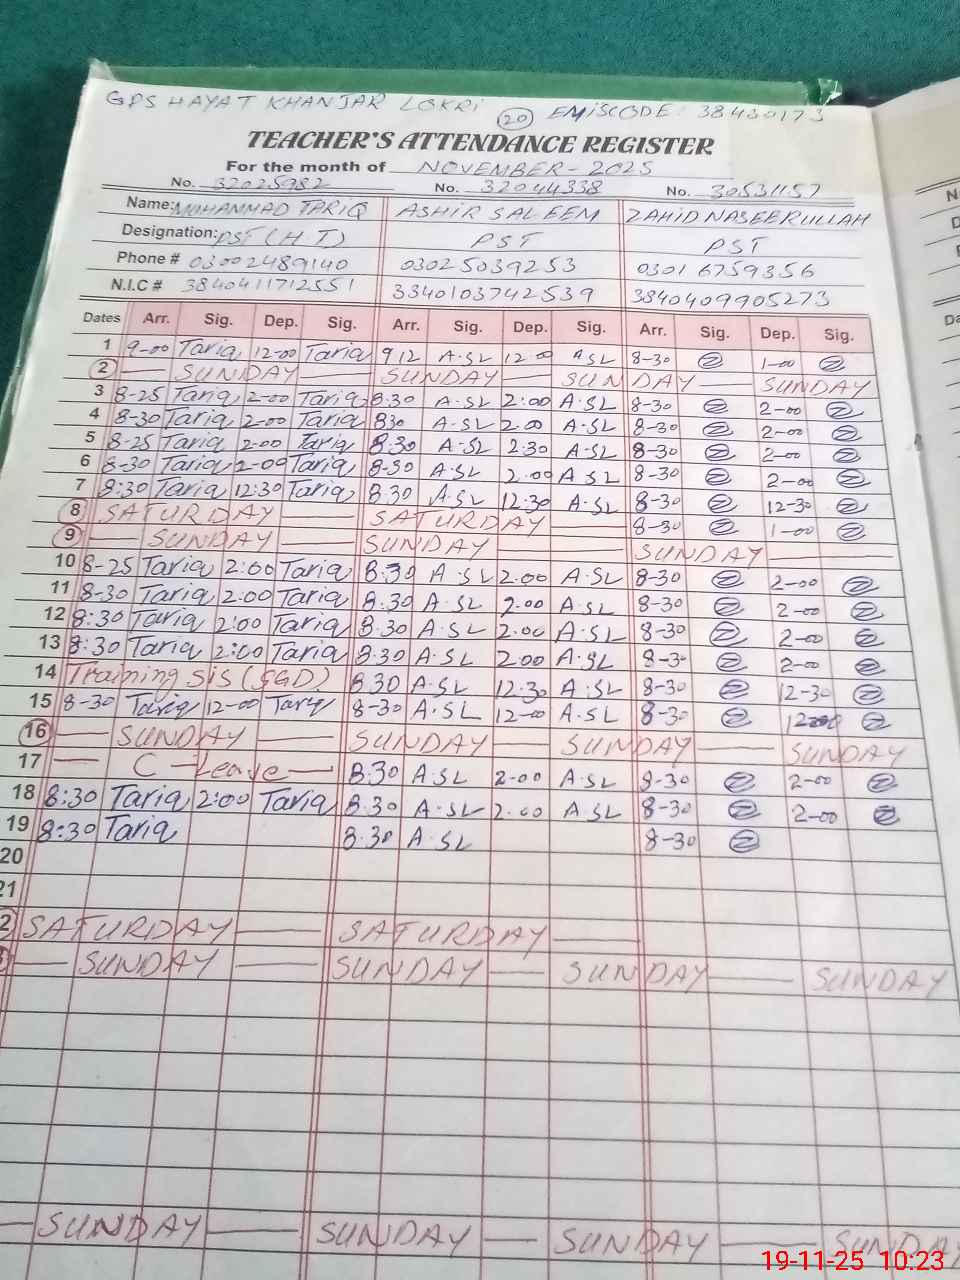 GPS HAYAT KHANJAR LOKRI (20) EMISCODE: 38430173
TEACHER'S ATTENDANCE REGISTER
For the month of NOVEMBER-2025
No. 32025982 No. 32044338 No. 30531157
Name: MUHAMMAD TARIQ ASHIR SALEEM ZAHID NASEERULLAH
Designation: PST (H T) PST PST
Phone # 03002489140 03025039253 03016759356
N.I.C # 3840411712551 3340103742539 3840409905273
Dates Arr. Sig. Dep. Sig. Arr. Sig. Dep. Sig. Arr. Sig. Dep. Sig.
1 9-00 Tariq 12-00 Tariq 9 12 A.SL 12 00 A SL 8-30 1-00
2 SUNDAY SUNDAY SUNDAY SUNDAY
3 8-25 Tariq 2-00 Tariq 8.30 A-SL 2:00 A.SL 8-30 2-00
4 8-30 Tariq 2-00 Tariq 830 A-SL 2.00 A-SL 8-30 2-00
5 8-25 Tariq 2-00 Tariq 8.30 A-SL 2:30 A-SL 8-30 2-00
6 8-30 Tariq 2-00 Tariq 8-30 A-SL 2.00 A SL 8-30 2-00
7 8:30 Tariq 12:30 Tariq 8.30 A.SL 12.30 A-SL 8-30 12-30
8 SATURDAY SATURDAY 8-30 1-00
9 SUNDAY SUNDAY SUNDAY
10 8-25 Tariq 2:00 Tariq 8.30 A.SL 2.00 A.SL 8-30 2-00
11 8-30 Tariq 2.00 Tariq 8.30 A.SL 2.00 A.SL 8-30 2-00
12 8:30 Tariq 2:00 Tariq 8.30 A.SL 2.00 A.SL 8-30 2-00
13 8:30 Tariq 2:00 Tariq 8.30 A.SL 2.00 A.SL 8-30 2-00
14 Training SIS 8.30 A.SL 12.30 A.SL 8-30 12-30
15 8-30 Tariq 12-00 Tariq 8-30 A.SL 12-00 A.SL 8-30
16 SUNDAY SUNDAY SUNDAY SUNDAY
17 C-Leave 8.30 A.SL 2-00 A.SL 8-30 2-00
18 8:30 Tariq 2:00 Tariq 8.30 A-SL 2.00 A.SL 8-30 2-00
19 8:30 Tariq 8.30 A.SL 8-30
20
21
2 SATURDAY SATURDAY
SUNDAY SUNDAY SUNDAY SUNDAY
SUNDAY SUNDAY SUNDAY SUNDAY
19-11-25 10:23